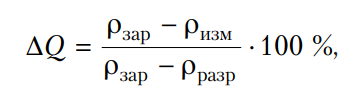 ΔQ = (ρзар − ρизм) / (ρзар − ρразр) · 100 %,